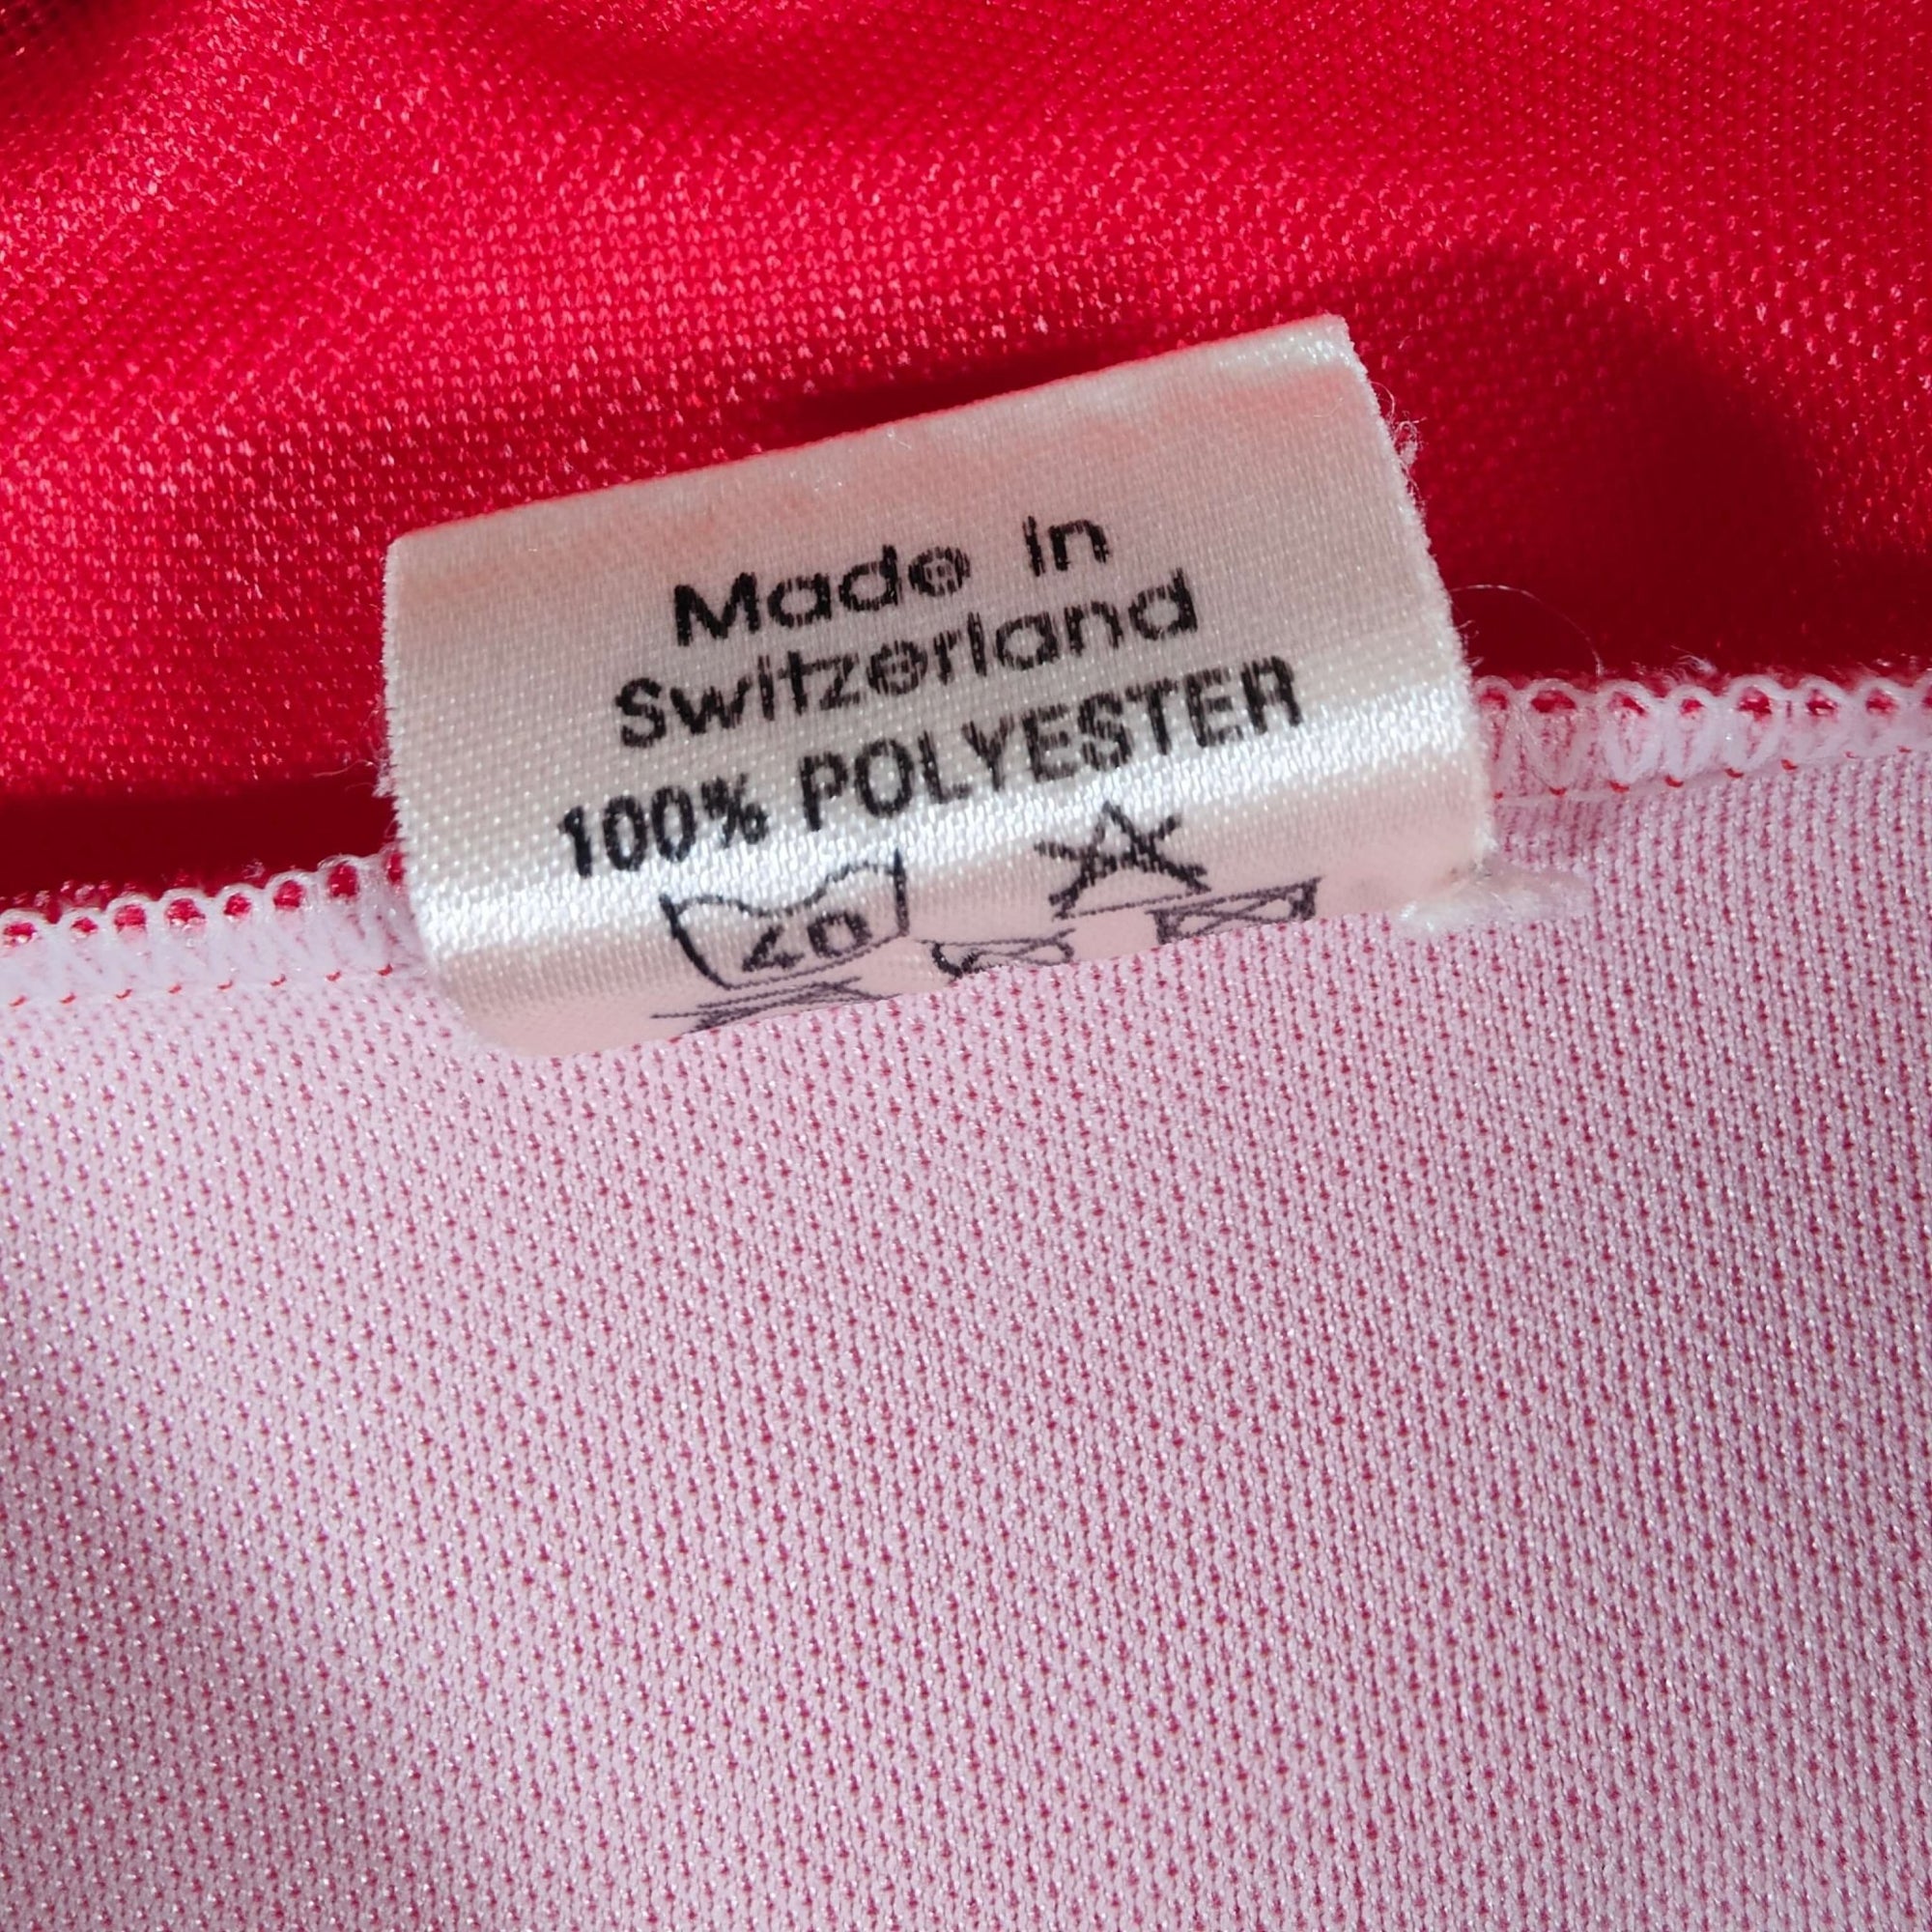 Made in
Switzerland
100% POLYESTER
40